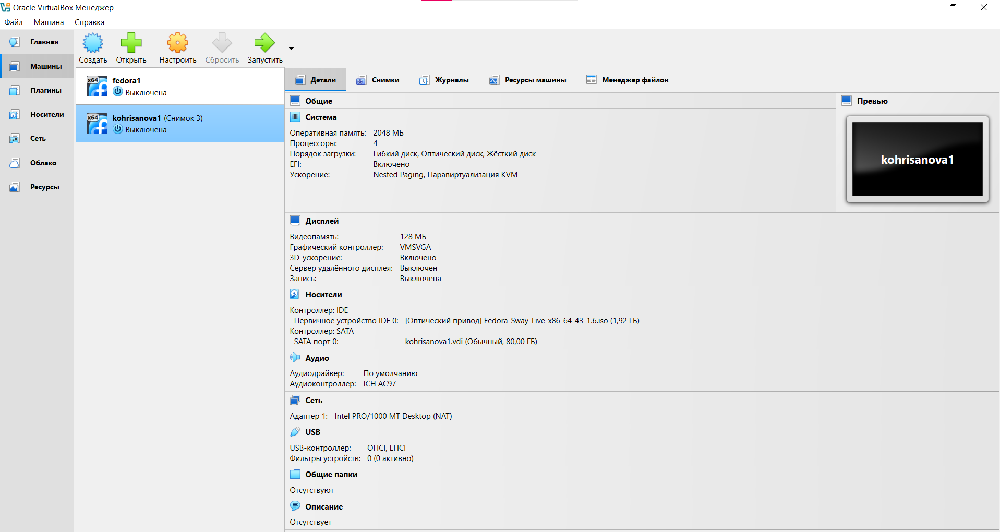 Oracle VirtualBox Менеджер
Файл Машина Справка
Главная
Машины
Плагины
Носители
Сеть
Облако
Ресурсы
Создать Открыть Настроить Сбросить Запустить
x64 fedora1
Выключена
x64 kohrisanova1 (Снимок 3)
Выключена
Детали Снимки Журналы Ресурсы машины Менеджер файлов
Общие
Система
Оперативная память: 2048 МБ
Процессоры: 4
Порядок загрузки: Гибкий диск, Оптический диск, Жёсткий диск
EFI: Включено
Ускорение: Nested Paging, Паравиртуализация KVM
Превью
kohrisanova1
Дисплей
Видеопамять: 128 МБ
Графический контроллер: VMSVGA
3D-ускорение: Включено
Сервер удалённого дисплея: Выключен
Запись: Выключена
Носители
Контроллер: IDE
Первичное устройство IDE 0: [Оптический привод] Fedora-Sway-Live-x86_64-43-1.6.iso (1,92 ГБ)
Контроллер: SATA
SATA порт 0: kohrisanova1.vdi (Обычный, 80,00 ГБ)
Аудио
Аудиодрайвер: По умолчанию
Аудиоконтроллер: ICH AC97
Сеть
Адаптер 1: Intel PRO/1000 MT Desktop (NAT)
USB
USB-контроллер: OHCI, EHCI
Фильтры устройств: 0 (0 активно)
Общие папки
Отсутствуют
Описание
Отсутствует